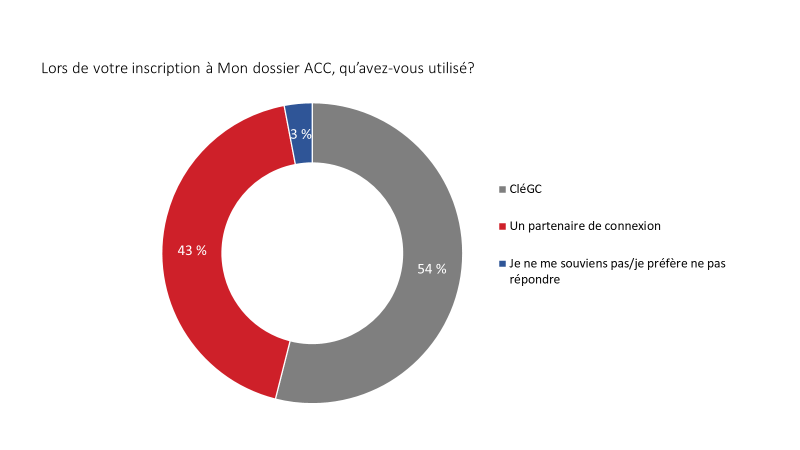 Lors de votre inscription à Mon dossier ACC, qu’avez-vous utilisé?
3 %
43 %
54 %
CléGC
Un partenaire de connexion
Je ne me souviens pas/je préfère ne pas
répondre